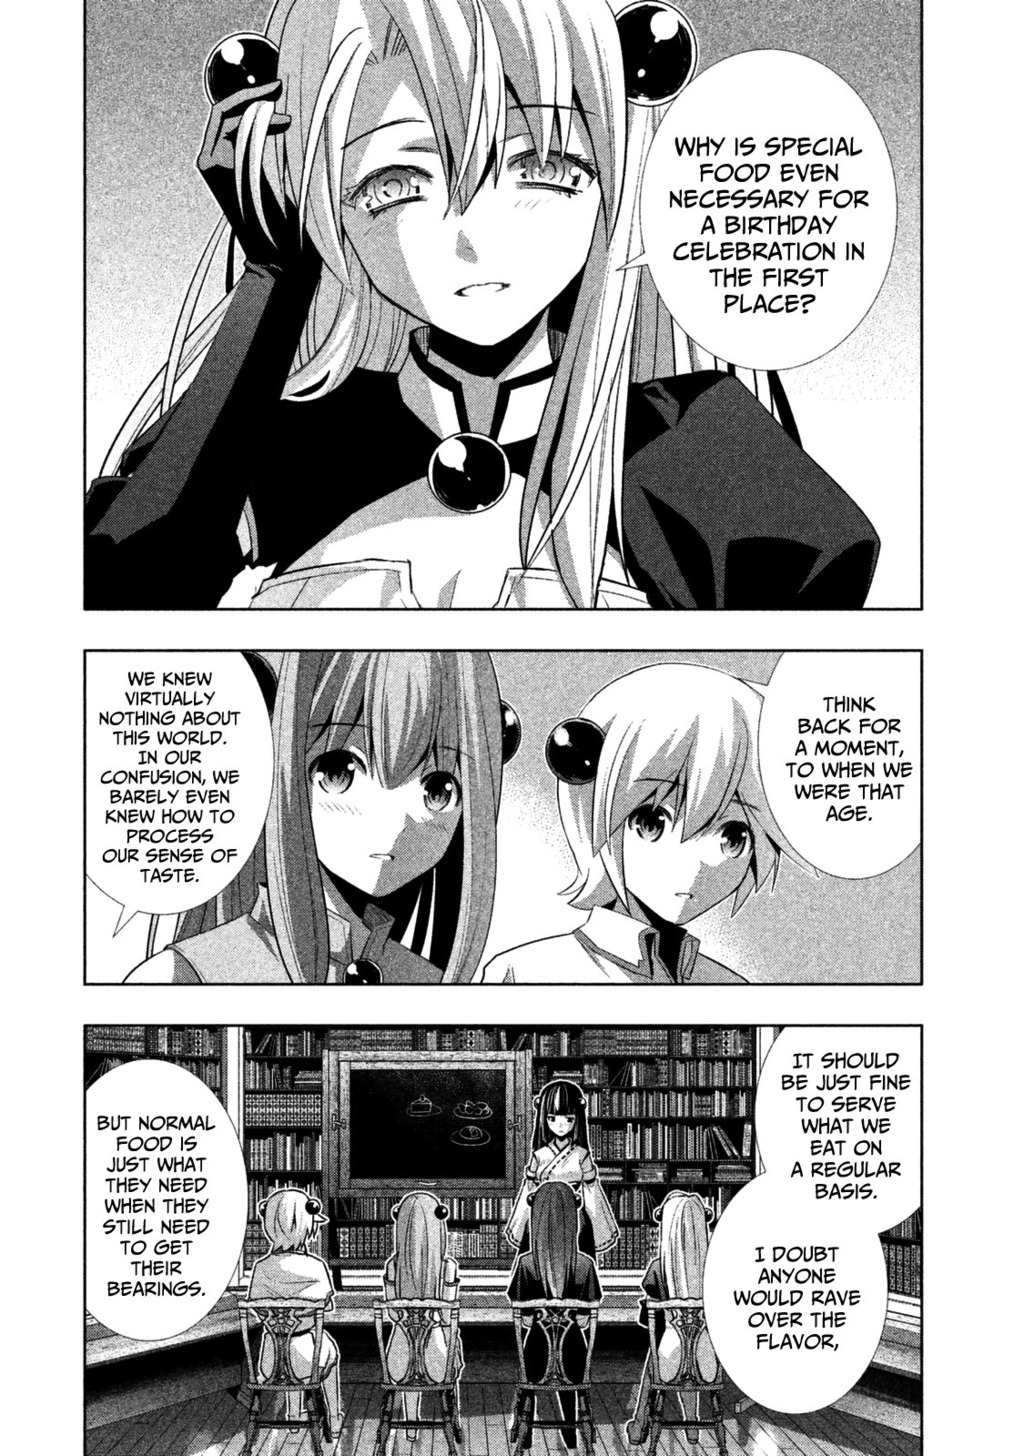 WHY IS SPECIAL
FOOD EVEN
NECESSARY FOR
A BIRTHDAY
CELEBRATION IN
THE FIRST
PLACE?
THINK
BACK FOR
A MOMENT,
TO WHEN WE
WERE THAT
AGE.
WE KNEW
VIRTUALLY
NOTHING ABOUT
THIS WORLD.
IN OUR
CONFUSION, WE
BARELY EVEN
KNEW HOW TO
PROCESS
OUR SENSE OF
TASTE.
IT SHOULD
BE JUST FINE
TO SERVE
WHAT WE
EAT ON
A REGULAR
BASIS.
I DOUBT
ANYONE
WOULD RAVE
OVER THE
FLAVOR,
BUT NORMAL
FOOD IS
JUST WHAT
THEY NEED
WHEN THEY
STILL NEED
TO GET
THEIR
BEARINGS.